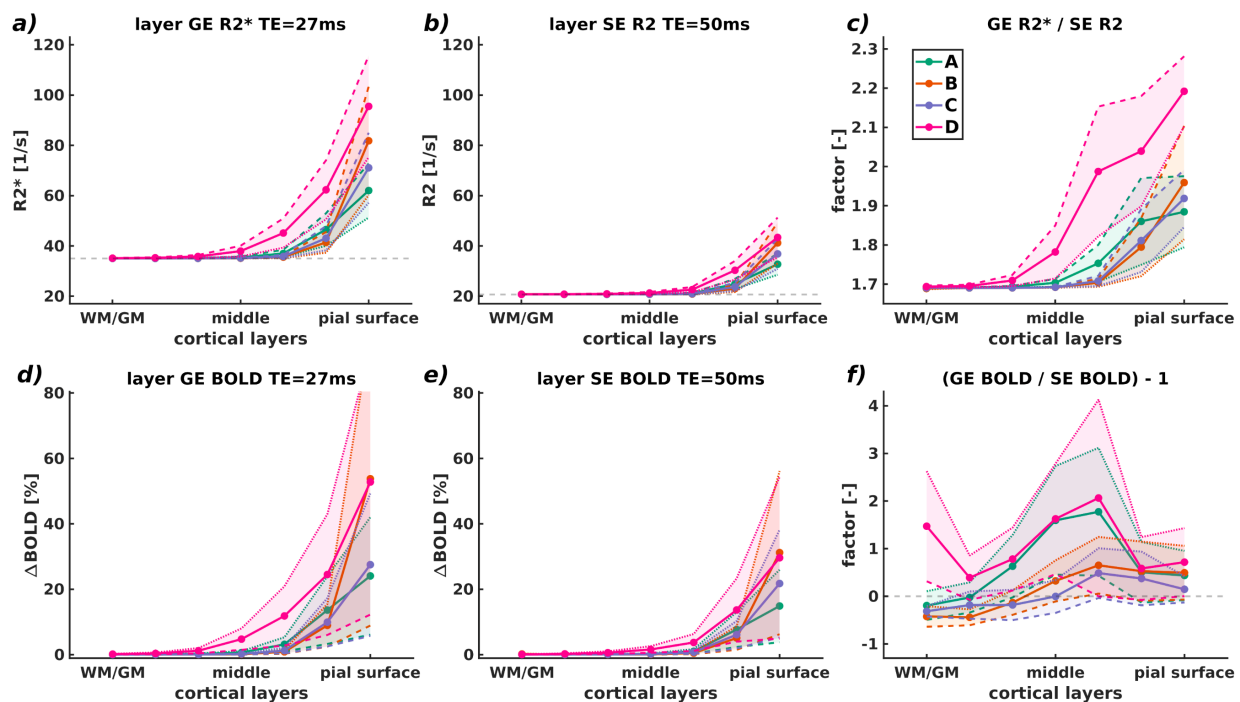 a)
layer GE R2* TE=27ms
120
100
80
60
40
20
R2* [1/s]
WM/GM
middle
pial surface
cortical layers
b)
layer SE R2 TE=50ms
120
100
80
60
40
20
R2 [1/s]
WM/GM
middle
pial surface
cortical layers
c)
GE R2* / SE R2
2.3
2.2
2.1
2
1.9
1.8
1.7
factor [-]
A
B
C
D
WM/GM
middle
pial surface
cortical layers
d)
layer GE BOLD TE=27ms
80
60
40
20
0
△BOLD [%]
WM/GM
middle
pial surface
cortical layers
e)
layer SE BOLD TE=50ms
80
60
40
20
0
△BOLD [%]
WM/GM
middle
pial surface
cortical layers
f)
(GE BOLD / SE BOLD) - 1
4
3
2
1
0
-1
factor [-]
WM/GM
middle
pial surface
cortical layers